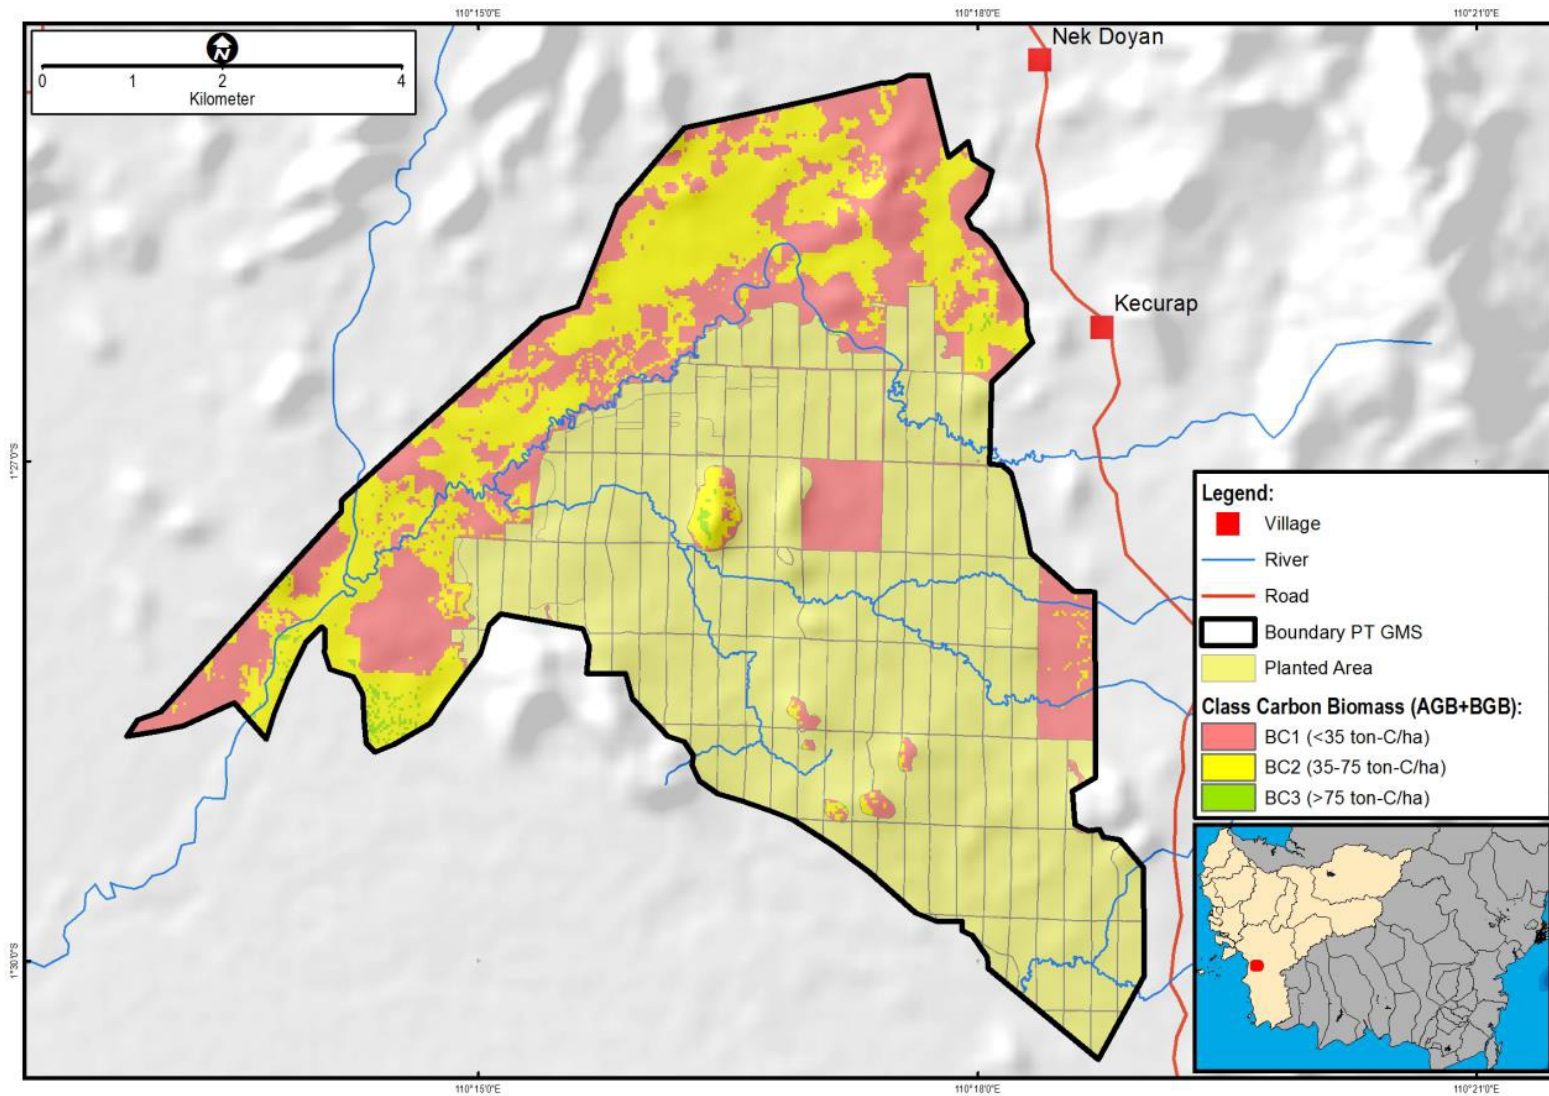 110°15'0"E
110°18'0"E
110°21'0"E
N
0 1 2 4
Kilometer
Nek Doyan
Kecurap
1°27'0"S
1°30'0"S
Legend:
Village
River
Road
Boundary PT GMS
Planted Area
Class Carbon Biomass (AGB+BGB):
BC1 (<35 ton-C/ha)
BC2 (35-75 ton-C/ha)
BC3 (>75 ton-C/ha)
110°15'0"E
110°18'0"E
110°21'0"E